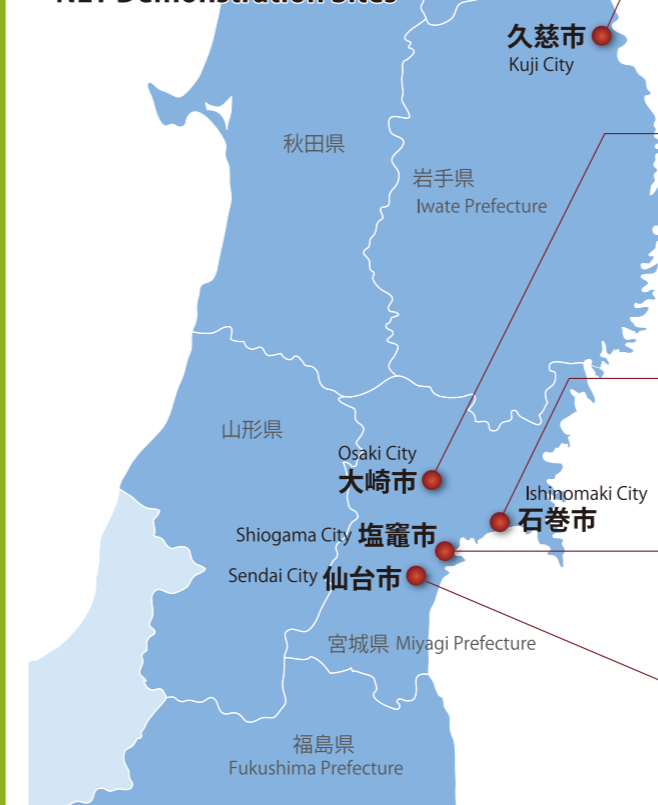 Demonstration Sites
久慈市
Kuji City
秋田県
岩手県
Iwate Prefecture
山形県
Osaki City
大崎市
Ishinomaki City
石巻市
Shiogama City 塩竈市
Sendai City 仙台市
宮城県 Miyagi Prefecture
福島県
Fukushima Prefecture